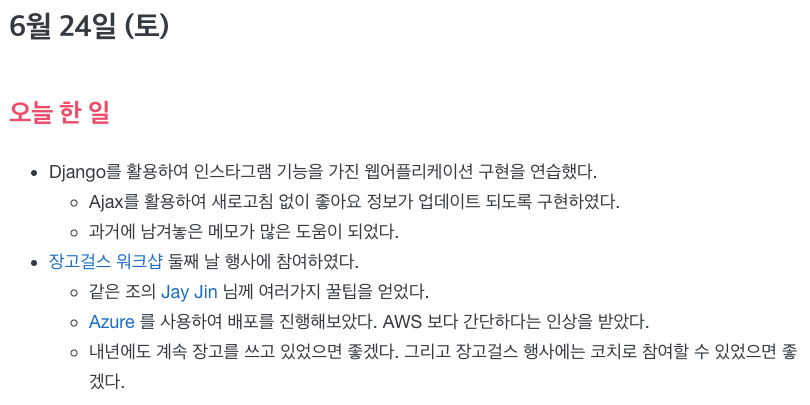 6월 24일 (토)
오늘 한 일
Django를 활용하여 인스타그램 기능을 가진 웹어플리케이션 구현을 연습했다.
Ajax를 활용하여 새로고침 없이 좋아요 정보가 업데이트 되도록 구현하였다.
과거에 남겨놓은 메모가 많은 도움이 되었다.
장고걸스 워크샵 둘째 날 행사에 참여하였다.
같은 조의 Jay Jin 님께 여러가지 꿀팁을 얻었다.
Azure 를 사용하여 배포를 진행해보았다. AWS 보다 간단하다는 인상을 받았다.
내년에도 계속 장고를 쓰고 있었으면 좋겠다. 그리고 장고걸스 행사에는 코치로 참여할 수 있었으면 좋
겠다.